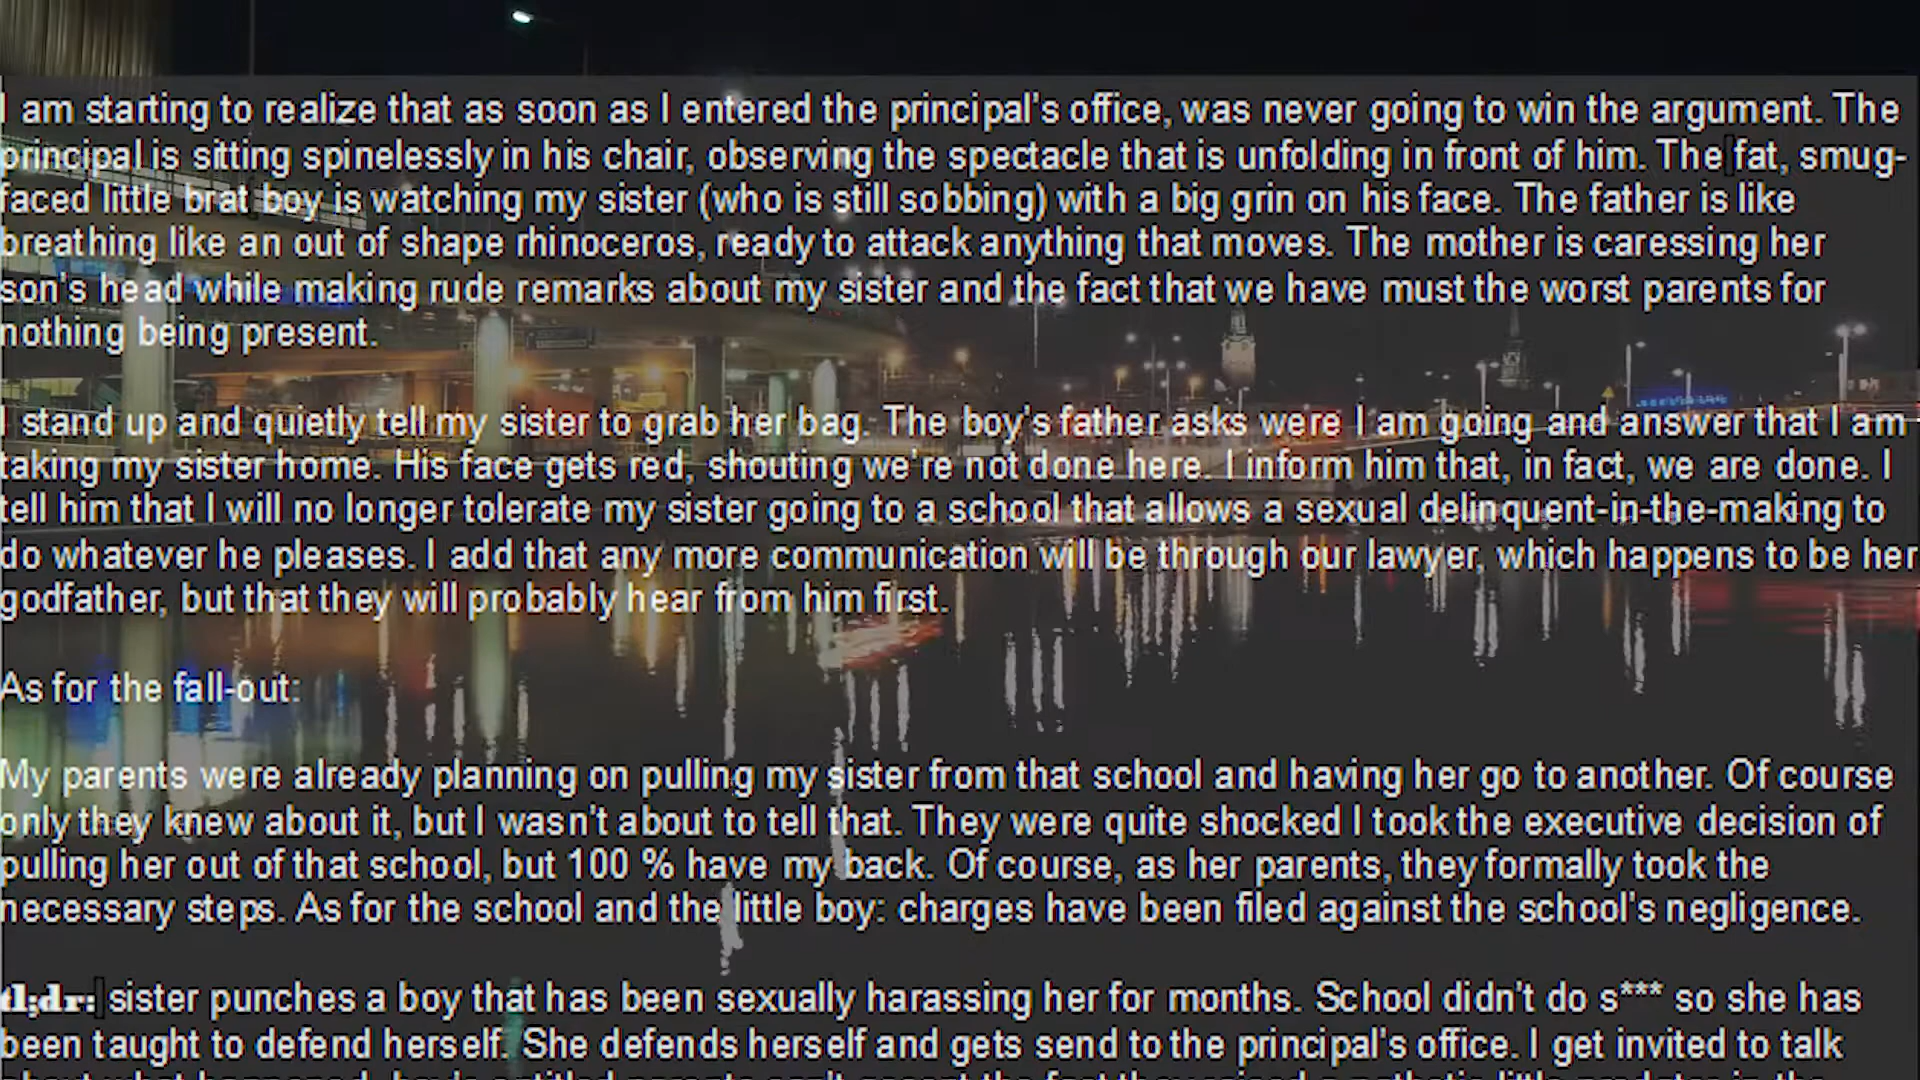 I am starting to realize that as soon as I entered the principal's office, was never going to win the argument. The
principal is sitting spinelessly in his chair, observing the spectacle that is unfolding in front of him. The fat, smug-
faced little brat boy is watching my sister (who is still sobbing) with a big grin on his face. The father is like
breathing like an out of shape rhinoceros, ready to attack anything that moves. The mother is caressing her
son's head while making rude remarks about my sister and the fact that we have must the worst parents for
nothing being present.
I stand up and quietly tell my sister to grab her bag. The boy's father asks were I am going and answer that I am
taking my sister home. His face gets red, shouting we're not done here. I inform him that, in fact, we are done. I
tell him that I will no longer tolerate my sister going to a school that allows a sexual delinquent-in-the-making to
do whatever he pleases. I add that any more communication will be through our lawyer, which happens to be her
godfather, but that they will probably hear from him first.
As for the fall-out:
My parents were already planning on pulling my sister from that school and having her go to another. Of course
only they knew about it, but I wasn't about to tell that. They were quite shocked I took the executive decision of
pulling her out of that school, but 100 % have my back. Of course, as her parents, they formally took the
necessary steps. As for the school and the little boy: charges have been filed against the school's negligence.
tl;dr: sister punches a boy that has been sexually harassing her for months. School didn't do s*** so she has
been taught to defend herself. She defends herself and gets send to the principal's office. I get invited to talk